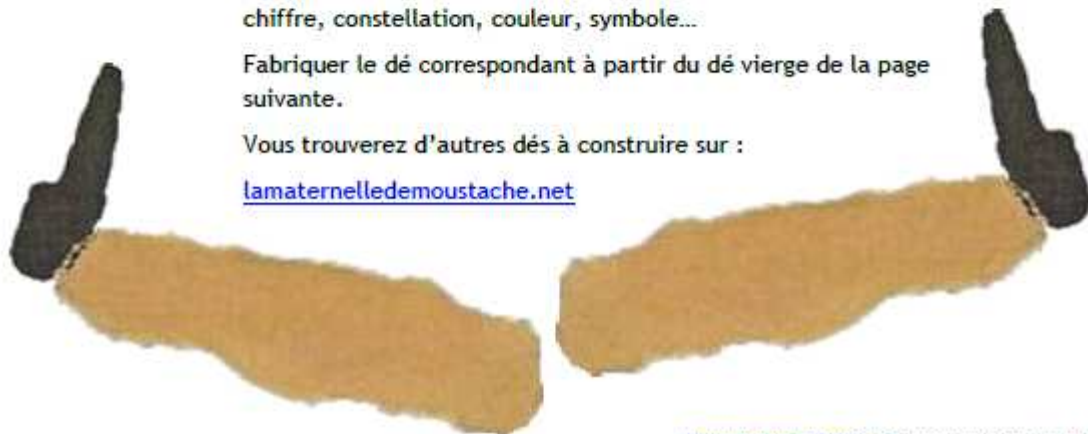 chiffre, constellation, couleur, symbole…
Fabriquer le dé correspondant à partir du dé vierge de la page
suivante.
Vous trouverez d'autres dés à construire sur :
lamaternelledemoustache.net